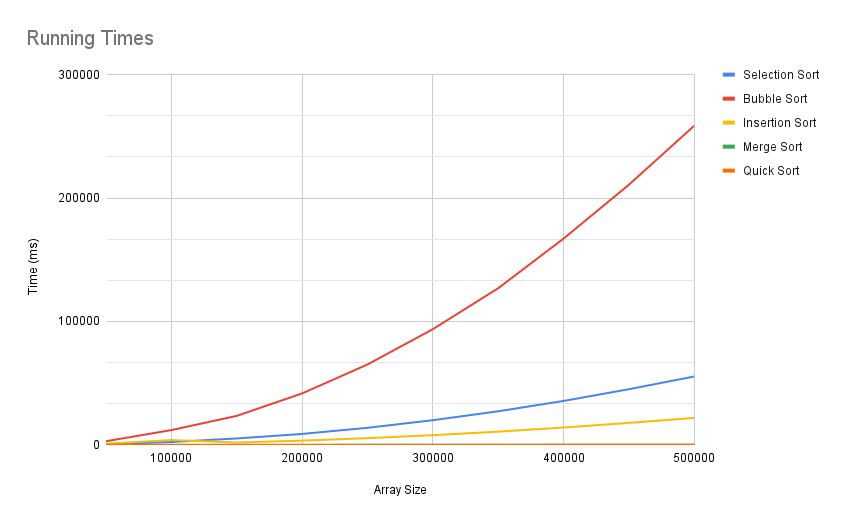 Running Times
300000
200000
100000
0
Time (ms)
100000
200000
300000
400000
500000
Array Size
Selection Sort
Bubble Sort
Insertion Sort
Merge Sort
Quick Sort